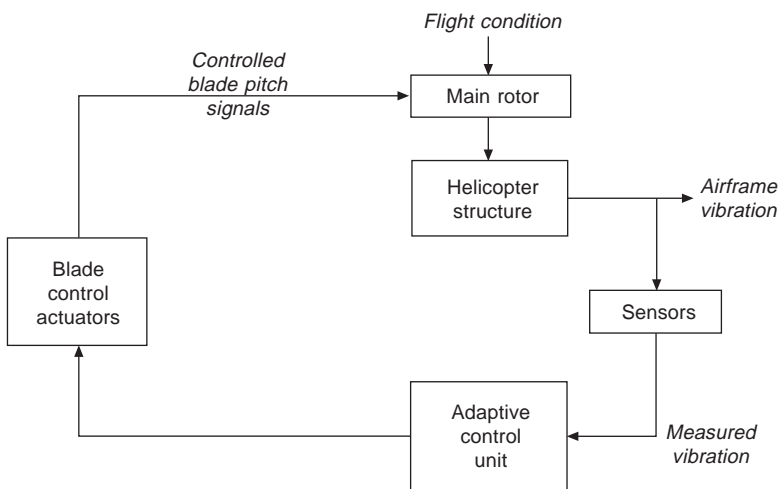 Flight condition
Controlled
blade pitch
signals
Main rotor
Helicopter
structure
Airframe
vibration
Blade
control
actuators
Sensors
Adaptive
control
unit
Measured
vibration